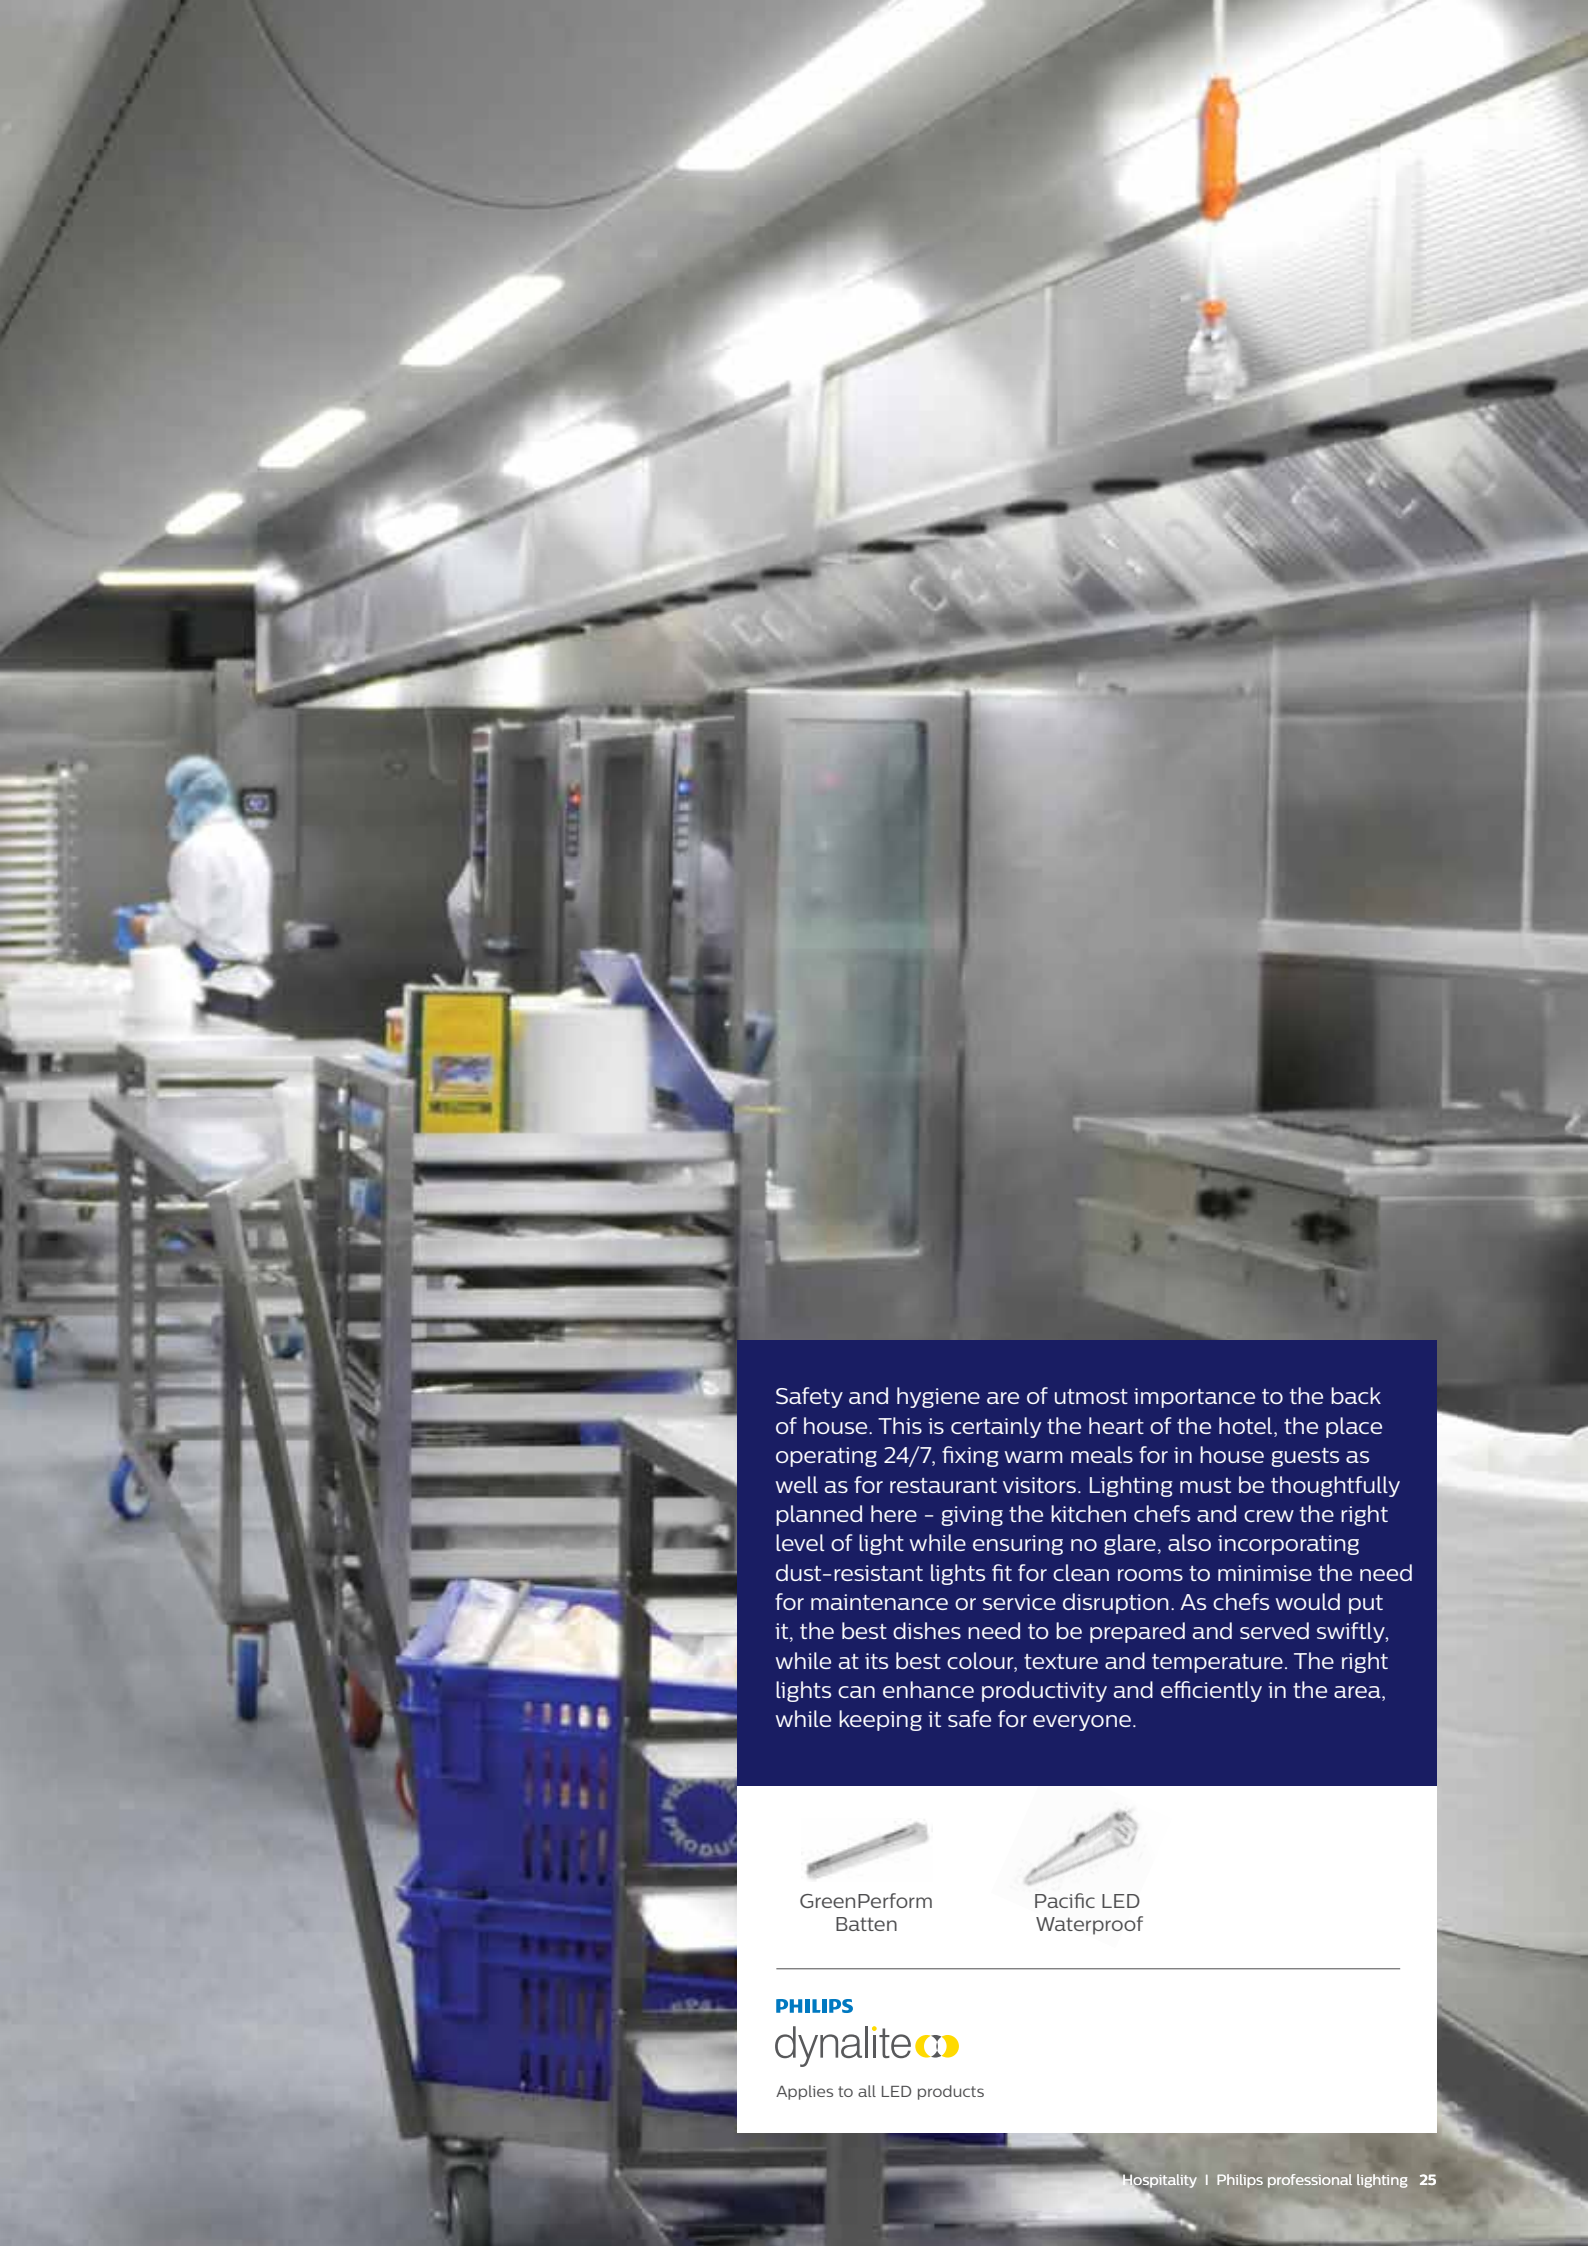 Safety and hygiene are of utmost importance to the back
of house. This is certainly the heart of the hotel, the place
operating 24/7, fixing warm meals for in house guests as
well as for restaurant visitors. Lighting must be thoughtfully
planned here - giving the kitchen chefs and crew the right
level of light while ensuring no glare, also incorporating
dust-resistant lights fit for clean rooms to minimise the need
for maintenance or service disruption. As chefs would put
it, the best dishes need to be prepared and served swiftly,
while at its best colour, texture and temperature. The right
lights can enhance productivity and efficiently in the area,
while keeping it safe for everyone.
GreenPerform
Batten
Pacific LED
Waterproof
PHILIPS
dynalite
Applies to all LED products
Hospitality I Philips professional lighting 25